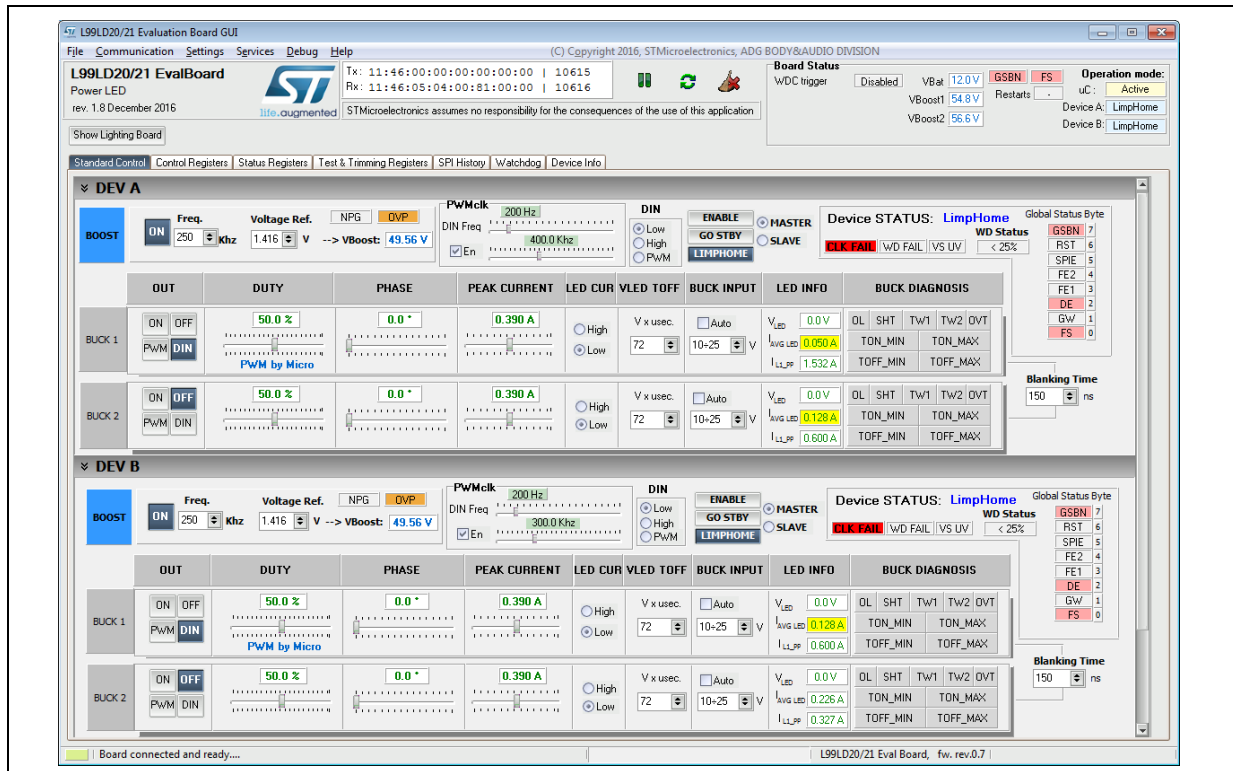 L99LD20/21 Evaluation Board GUI
File Communication Settings Services Debug Help (C) Copyright 2016, STMicroelectronics, ADG BODY&AUDIO DIVISION
L99LD20/21 EvalBoard
Power LED
rev. 1.8 December 2016
ST
life.augmented
Tx: 11:46:00:00:00:00:00:00 | 10615
Rx: 11:46:05:04:00:81:00:00 | 10616
STMicroelectronics assumes no responsibility for the consequences of the use of this application
Board Status
WDC trigger Disabled VBat 12.0 V GSBN FS Operation mode:
VBoost1 54.8 V Restarts . uC : Active
VBoost2 56.6 V Device A: LimpHome
Device B: LimpHome
Show Lighting Board
Standard Control Control Registers Status Registers Test & Trimming Registers SPI History Watchdog Device Info
DEV A
BOOST ON Freq. 250 Khz Voltage Ref. 1.416 V NPG OVP --> VBoost: 49.56 V
PWMclk
DIN Freq 200 Hz
En 400.0 Khz
DIN
Low
High
PWM
ENABLE
GO STBY
LIMPHOME
MASTER
SLAVE
Device STATUS: LimpHome
WD Status
CLK FAIL WD FAIL VS UV < 25%
Global Status Byte
GSBN 7
RST 6
SPIE 5
FE2 4
FE1 3
DE 2
GW 1
FS 0
OUT DUTY PHASE PEAK CURRENT LED CUR VLED TOFF BUCK INPUT LED INFO BUCK DIAGNOSIS
BUCK 1
ON OFF
PWM DIN
50.0 %
PWM by Micro
0.0 °
0.390 A
High
Low
V x usec.
72
Auto
10÷25 V
VLED 0.0 V
IAVG LED 0.050 A
IL1_PP 1.532 A
OL SHT TW1 TW2 OVT
TON_MIN TON_MAX
TOFF_MIN TOFF_MAX
BUCK 2
ON OFF
PWM DIN
50.0 %
0.0 °
0.390 A
High
Low
V x usec.
72
Auto
10÷25 V
VLED 0.0 V
IAVG LED 0.128 A
IL1_PP 0.600 A
OL SHT TW1 TW2 OVT
TON_MIN TON_MAX
TOFF_MIN TOFF_MAX
Blanking Time
150 ns
DEV B
BOOST ON Freq. 250 Khz Voltage Ref. 1.416 V NPG OVP --> VBoost: 49.56 V
PWMclk
DIN Freq 200 Hz
En 300.0 Khz
DIN
Low
High
PWM
ENABLE
GO STBY
LIMPHOME
MASTER
SLAVE
Device STATUS: LimpHome
WD Status
CLK FAIL WD FAIL VS UV < 25%
Global Status Byte
GSBN 7
RST 6
SPIE 5
FE2 4
FE1 3
DE 2
GW 1
FS 0
OUT DUTY PHASE PEAK CURRENT LED CUR VLED TOFF BUCK INPUT LED INFO BUCK DIAGNOSIS
BUCK 1
ON OFF
PWM DIN
50.0 %
PWM by Micro
0.0 °
0.390 A
High
Low
V x usec.
72
Auto
10÷25 V
VLED 0.0 V
IAVG LED 0.128 A
IL1_PP 0.600 A
OL SHT TW1 TW2 OVT
TON_MIN TON_MAX
TOFF_MIN TOFF_MAX
BUCK 2
ON OFF
PWM DIN
50.0 %
0.0 °
0.390 A
High
Low
V x usec.
72
Auto
10÷25 V
VLED 0.0 V
IAVG LED 0.226 A
IL1_PP 0.327 A
OL SHT TW1 TW2 OVT
TON_MIN TON_MAX
TOFF_MIN TOFF_MAX
Blanking Time
150 ns
Board connected and ready.... L99LD20/21 Eval Board, fw. rev.0.7